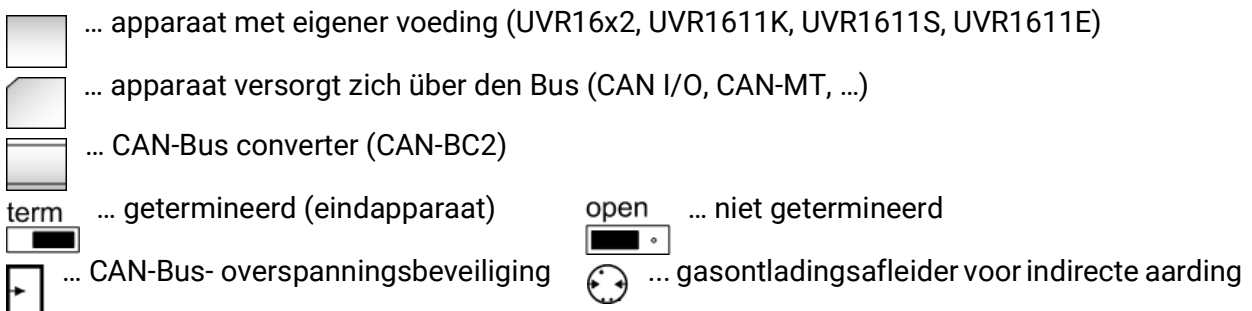 … apparaat met eigener voeding (UVR16x2, UVR1611K, UVR1611S, UVR1611E)
… apparaat versorgt zich über den Bus (CAN I/O, CAN-MT, …)
… CAN-Bus converter (CAN-BC2)
term … getermineerd (eindapparaat) open … niet getermineerd
… CAN-Bus- overspanningsbeveiliging ... gasontladingsafleider voor indirecte aarding